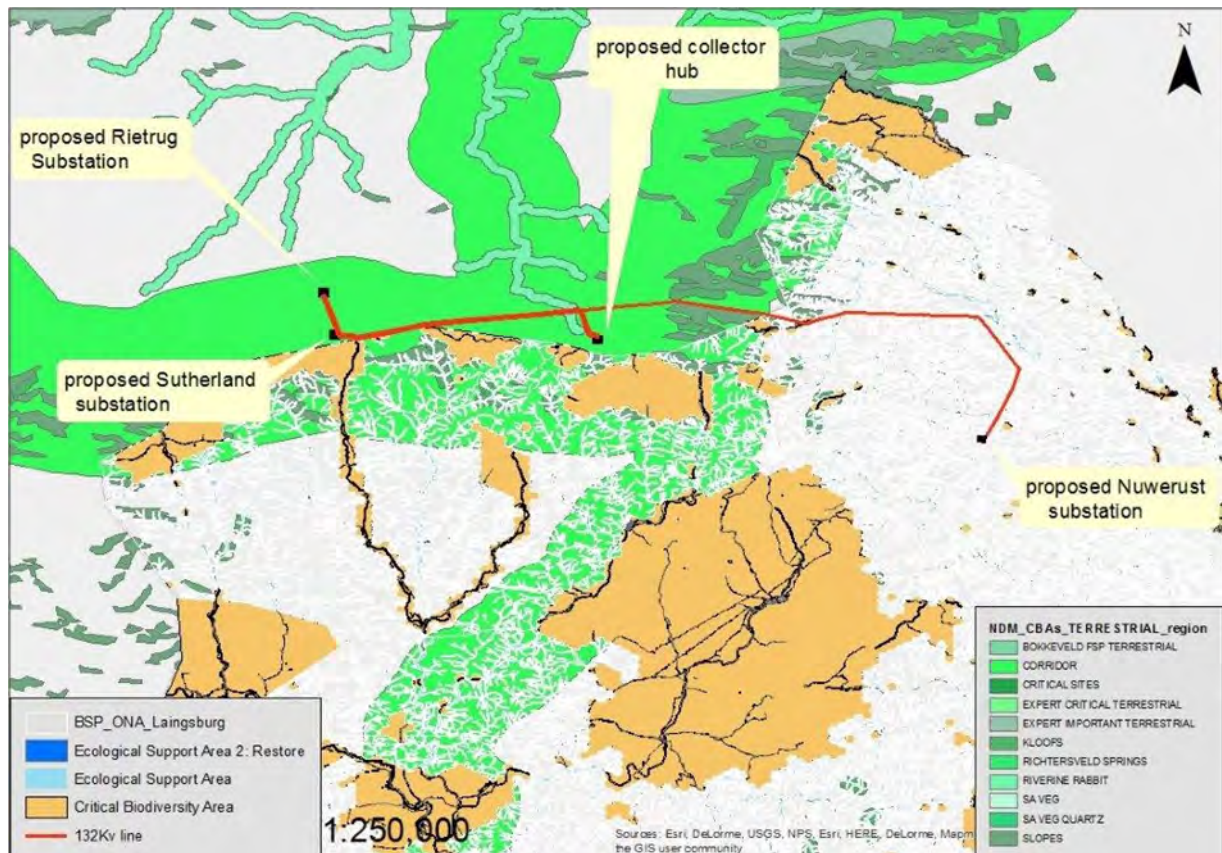 proposed collector
hub
N
proposed Rietrug
Substation
proposed Sutherland
substation
proposed Nuwerust
substation
BSP_ONA_Laingsburg
Ecological Support Area 2: Restore
Ecological Support Area
Critical Biodiversity Area
132Kv line
1:250,000
Sources: Esri, DeLorme, USGS, NPS, Esri, HERE, DeLorme, Mapm
the GIS user community
NDM_CBAs_TERRESTRIAL_region
BOKKEVELD FSP TERRESTRIAL
CORRIDOR
CRITICAL SITES
EXPERT CRITICAL TERRESTRIAL
EXPERT IMPORTANT TERRESTRIAL
KLOOFS
RICHTERSVELD SPRINGS
RIVERINE RABBIT
SA VEG
SA VEG QUARTZ
SLOPES